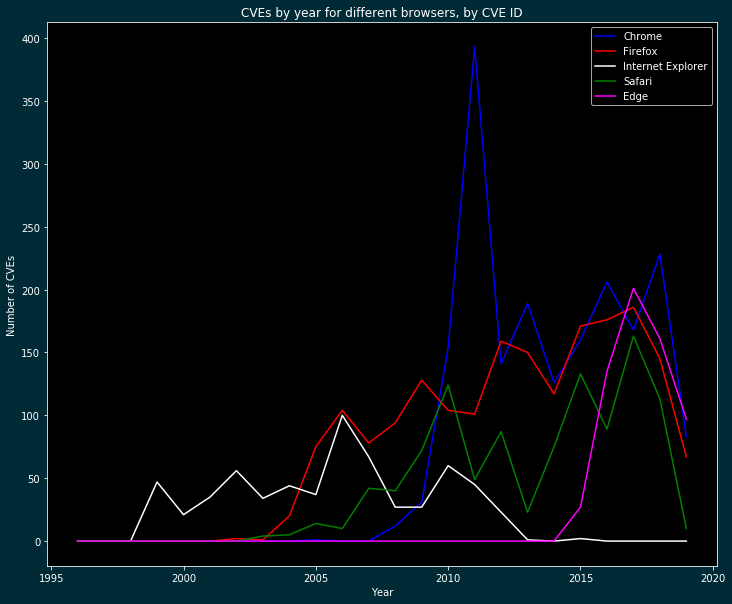 CVEs by year for different browsers, by CVE ID
Chrome
Firefox
Internet Explorer
Safari
Edge
Number of CVEs
400
350
300
250
200
150
100
50
0
1995
2000
2005
2010
2015
2020
Year